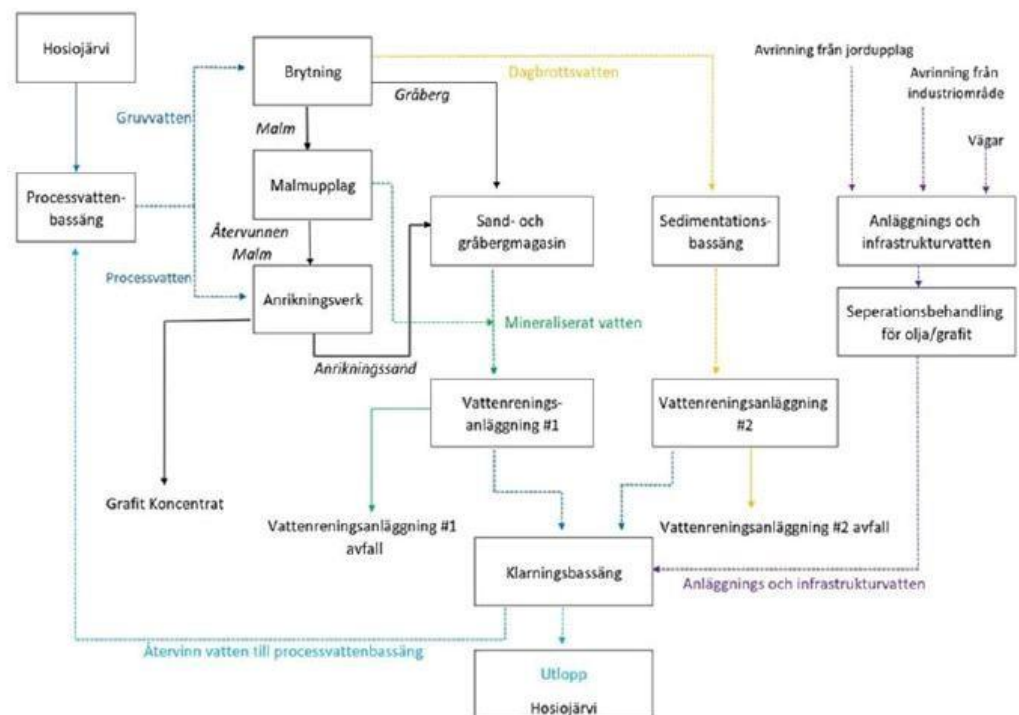 Hosiojärvi
Brytning
Dagbrottsvatten
Avrinning från jordupplag
Avrinning från
industriområde
Vägar
Gråberg
Gruvvatten
Malm
Processvatten-
bassäng
Malmupplag
Sand- och
gråbergmagasin
Sedimentations-
bassäng
Anläggnings och
infrastrukturvatten
Återvunnen
Malm
Processvatten
Anrikningsverk
Mineraliserat vatten
Seperationsbehandling
för olja/grafit
Anrikningssand
Vattenrenings-
anläggning #1
Vattenreningsanläggning
#2
Grafit Koncentrat
Vattenreningsanläggning #1
avfall
Vattenreningsanläggning #2 avfall
Klarningsbassäng
Anläggnings och infrastrukturvatten
Återvinn vatten till processvattenbassäng
Utlopp
Hosiojärvi